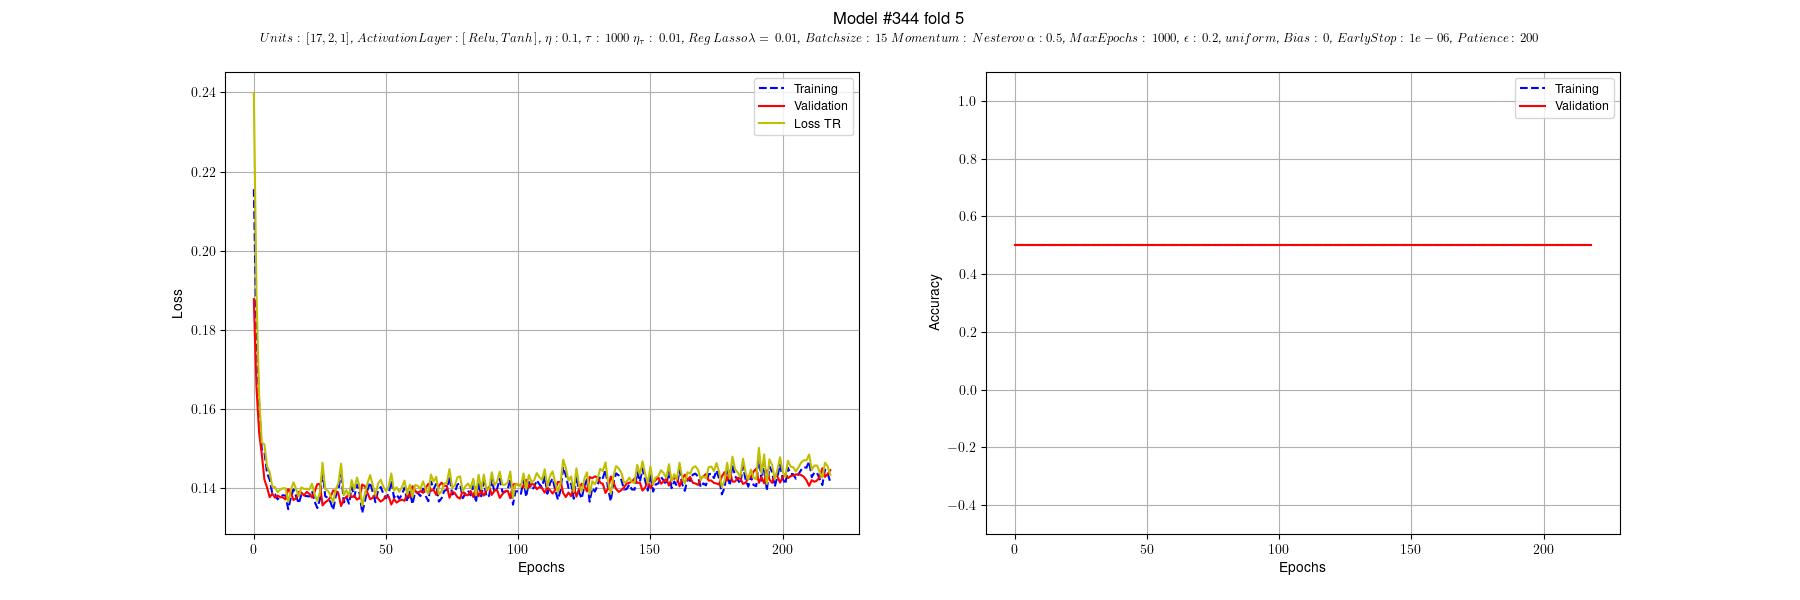 Model #344 fold 5
Units : [17, 2, 1], ActivationLayer : [ Relu, Tanh ], η : 0.1, τ : 1000 ητ : 0.01, Reg Lassoλ = 0.01, Batchsize : 15 Momentum : Nesterov α : 0.5, MaxEpochs : 1000, ϵ : 0.2, uniform, Bias : 0, EarlyStop : 1e − 06, Patience : 200
Training
Validation
Loss TR
0.24
0.22
0.20
0.18
0.16
0.14
Loss
0
50
100
150
200
Epochs
Training
Validation
1.0
0.8
0.6
0.4
0.2
0.0
−0.2
−0.4
Accuracy
0
50
100
150
200
Epochs